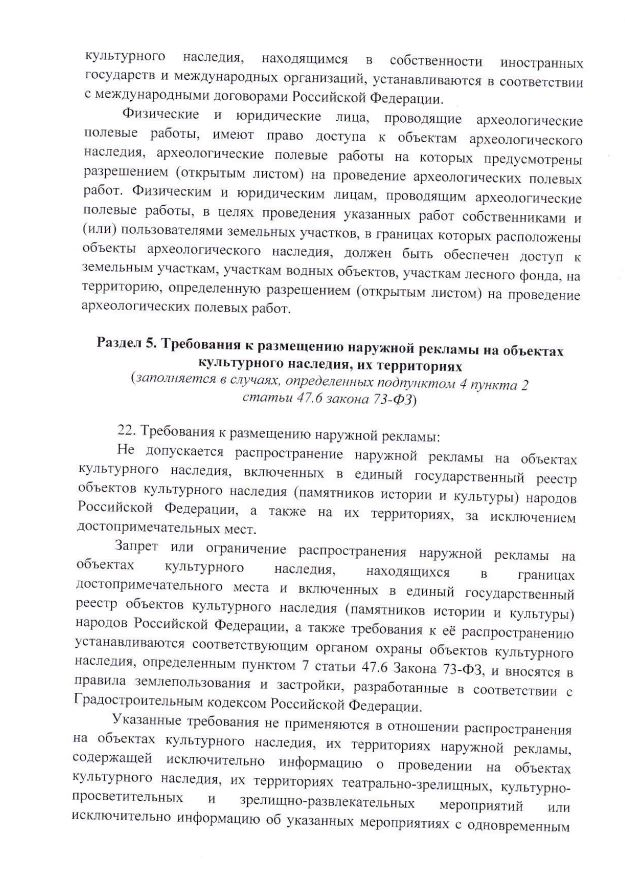 культурного наследия, находящимся в собственности иностранных
государств и международных организаций, устанавливаются в соответствии
с международными договорами Российской Федерации.
Физические и юридические лица, проводящие археологические
полевые работы, имеют право доступа к объектам археологического
наследия, археологические полевые работы на которых предусмотрены
разрешением (открытым листом) на проведение археологических полевых
работ. Физическим и юридическим лицам, проводящим археологические
полевые работы, в целях проведения указанных работ собственниками и
(или) пользователями земельных участков, в границах которых расположены
объекты археологического наследия, должен быть обеспечен доступ к
земельным участкам, участкам водных объектов, участкам лесного фонда, на
территорию, определенную разрешением (открытым листом) на проведение
археологических полевых работ.
Раздел 5. Требования к размещению наружной рекламы на объектах
культурного наследия, их территориях
(заполняется в случаях, определенных подпунктом 4 пункта 2
статьи 47.6 закона 73-ФЗ)
22. Требования к размещению наружной рекламы:
Не допускается распространение наружной рекламы на объектах
культурного наследия, включенных в единый государственный реестр
объектов культурного наследия (памятников истории и культуры) народов
Российской Федерации, а также на их территориях, за исключением
достопримечательных мест.
Запрет или ограничение распространения наружной рекламы на
объектах культурного наследия, находящихся в границах
достопримечательного места и включенных в единый государственный
реестр объектов культурного наследия (памятников истории и культуры)
народов Российской Федерации, а также требования к её распространению
устанавливаются соответствующим органом охраны объектов культурного
наследия, определенным пунктом 7 статьи 47.6 Закона 73-ФЗ, и вносятся в
правила землепользования и застройки, разработанные в соответствии с
Градостроительным кодексом Российской Федерации.
Указанные требования не применяются в отношении распространения
на объектах культурного наследия, их территориях наружной рекламы,
содержащей исключительно информацию о проведении на объектах
культурного наследия, их территориях театрально-зрелищных, культурно-
просветительных и зрелищно-развлекательных мероприятий или
исключительно информацию об указанных мероприятиях с одновременным